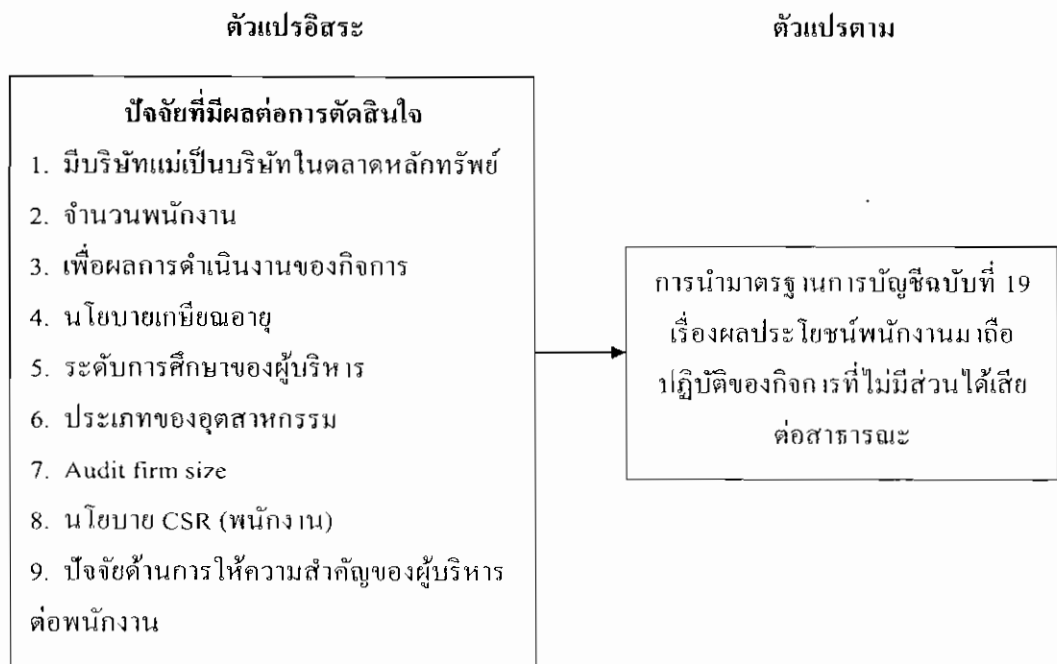 ตัวแปรอิสระ
ตัวแปรตาม
ปัจจัยที่มีผลต่อการตัดสินใจ
1. มีบริษัทแม่เป็นบริษัทในตลาดหลักทรัพย์
2. จำนวนพนักงาน
3. เพื่อผลการดำเนินงานของกิจการ
4. นโยบายเกษียณอายุ
5. ระดับการศึกษาของผู้บริหาร
6. ประเภทของอุตสาหกรรม
7. Audit firm size
8. นโยบาย CSR (พนักงาน)
9. ปัจจัยด้านการให้ความสำคัญของผู้บริหาร
ต่อพนักงาน
การนำมาตรฐานการบัญชีฉบับที่ 19
เรื่องผลประโยชน์พนักงานมาถือ
ปฏิบัติของกิจการที่ไม่มีส่วนได้เสีย
ต่อสาธารณะ